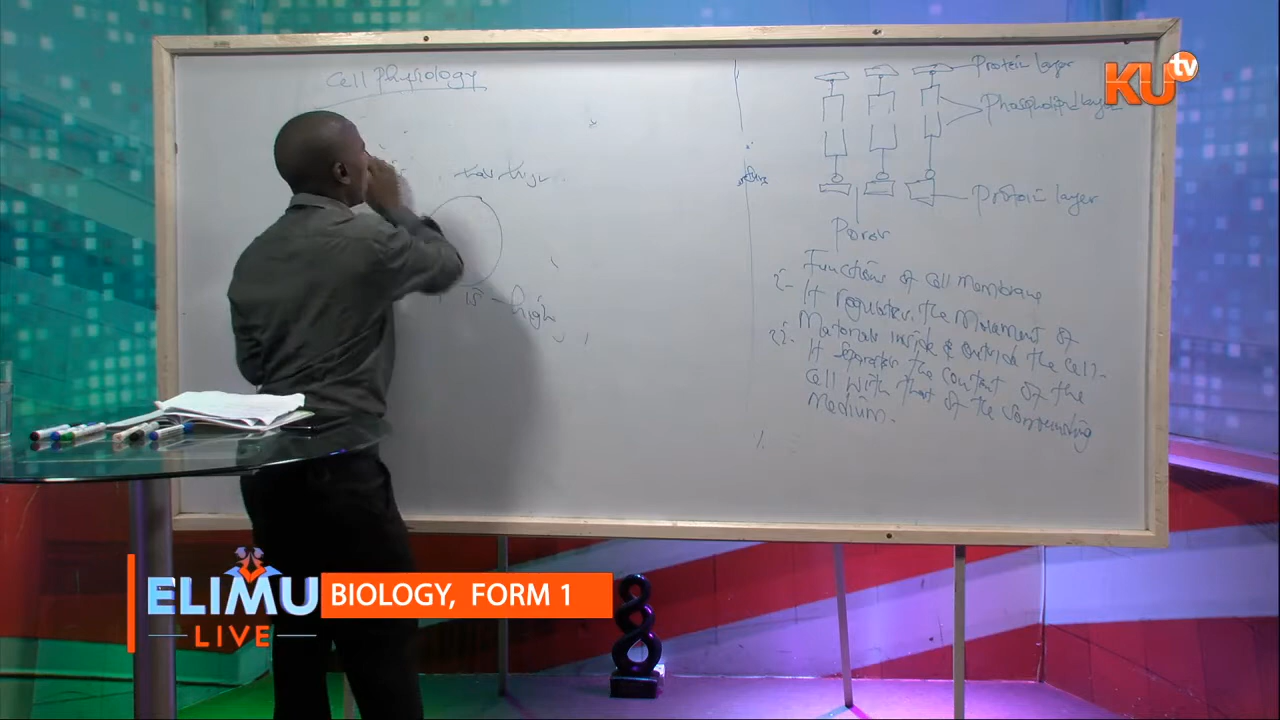 Cell Physiology
is - high
Protein layer
Phospholipid layer
Protein layer
Pores
Functions of cell membrane
i- It regulates the Movement of
Materials inside & outside the cell-
ii- It separates the content of the
cell with that of the surrounding
Medium.
KU tv
ELIMU
LIVE
BIOLOGY, FORM 1